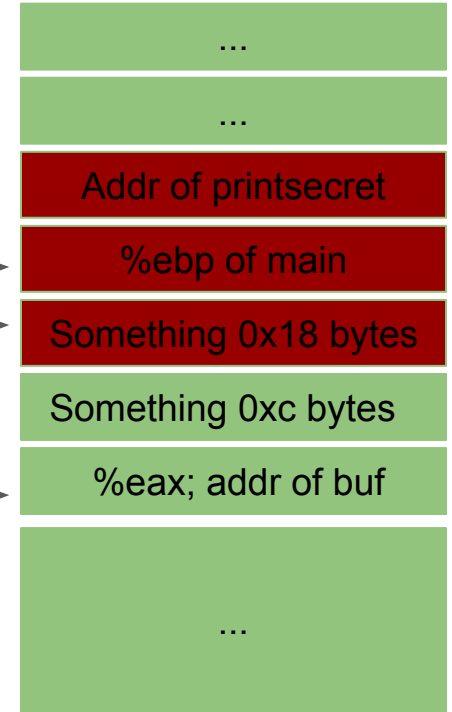 ...
...
Addr of printsecret
%ebp of main
Something 0x18 bytes
Something 0xc bytes
%eax; addr of buf
...